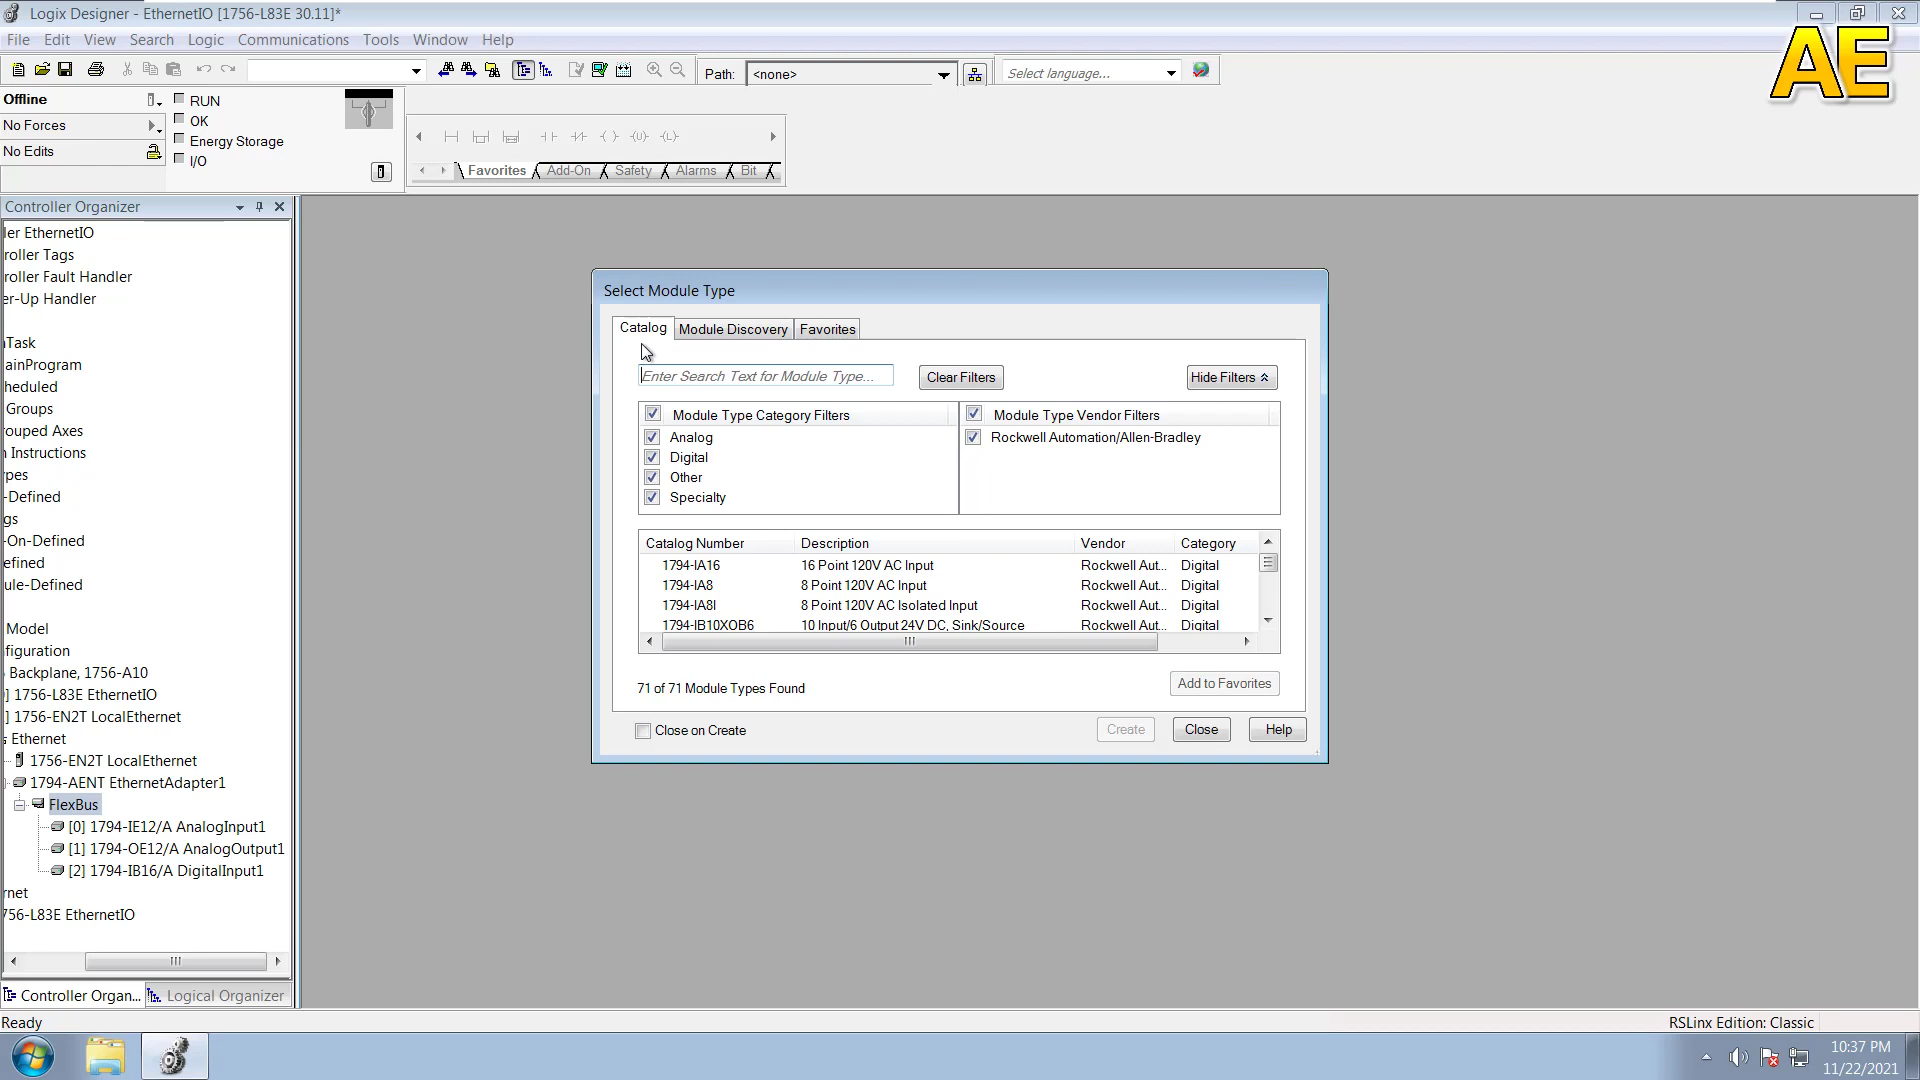 Logix Designer - EthernetIO [1756-L83E 30.11]*
File Edit View Search Logic Communications Tools Window Help
Path: <none>
Select language...
AE
Offline
No Forces
No Edits
RUN
OK
Energy Storage
I/O
Favorites Add-On Safety Alarms Bit
Controller Organizer
ler EthernetIO
roller Tags
roller Fault Handler
er-Up Handler
Task
ainProgram
heduled
Groups
rouped Axes
n Instructions
ypes
-Defined
gs
-On-Defined
efined
ule-Defined
Model
figuration
Backplane, 1756-A10
] 1756-L83E EthernetIO
] 1756-EN2T LocalEthernet
Ethernet
1756-EN2T LocalEthernet
1794-AENT EthernetAdapter1
FlexBus
[0] 1794-IE12/A AnalogInput1
[1] 1794-OE12/A AnalogOutput1
[2] 1794-IB16/A DigitalInput1
rnet
756-L83E EthernetIO
Controller Organ... Logical Organizer
Select Module Type
Catalog Module Discovery Favorites
Enter Search Text for Module Type...
Clear Filters
Hide Filters
Module Type Category Filters
Analog
Digital
Other
Specialty
Module Type Vendor Filters
Rockwell Automation/Allen-Bradley
Catalog Number Description Vendor Category
1794-IA16 16 Point 120V AC Input Rockwell Aut... Digital
1794-IA8 8 Point 120V AC Input Rockwell Aut... Digital
1794-IA8I 8 Point 120V AC Isolated Input Rockwell Aut... Digital
1794-IB10XOB6 10 Input/6 Output 24V DC, Sink/Source Rockwell Aut... Digital
71 of 71 Module Types Found
Add to Favorites
Close on Create
Create Close Help
Ready
RSLinx Edition: Classic
10:37 PM
11/22/2021